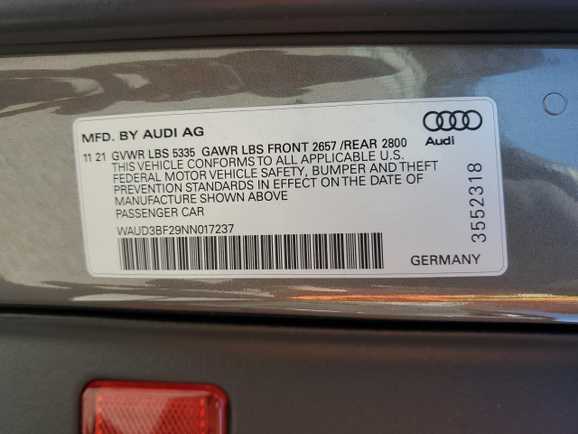 MFD. BY AUDI AG
Audi
11 21 GVWR LBS 5335 GAWR LBS FRONT 2657 /REAR 2800
THIS VEHICLE CONFORMS TO ALL APPLICABLE U.S.
FEDERAL MOTOR VEHICLE SAFETY, BUMPER AND THEFT
PREVENTION STANDARDS IN EFFECT ON THE DATE OF
MANUFACTURE SHOWN ABOVE
PASSENGER CAR
WAUD3BF29NN017237
3552318
GERMANY